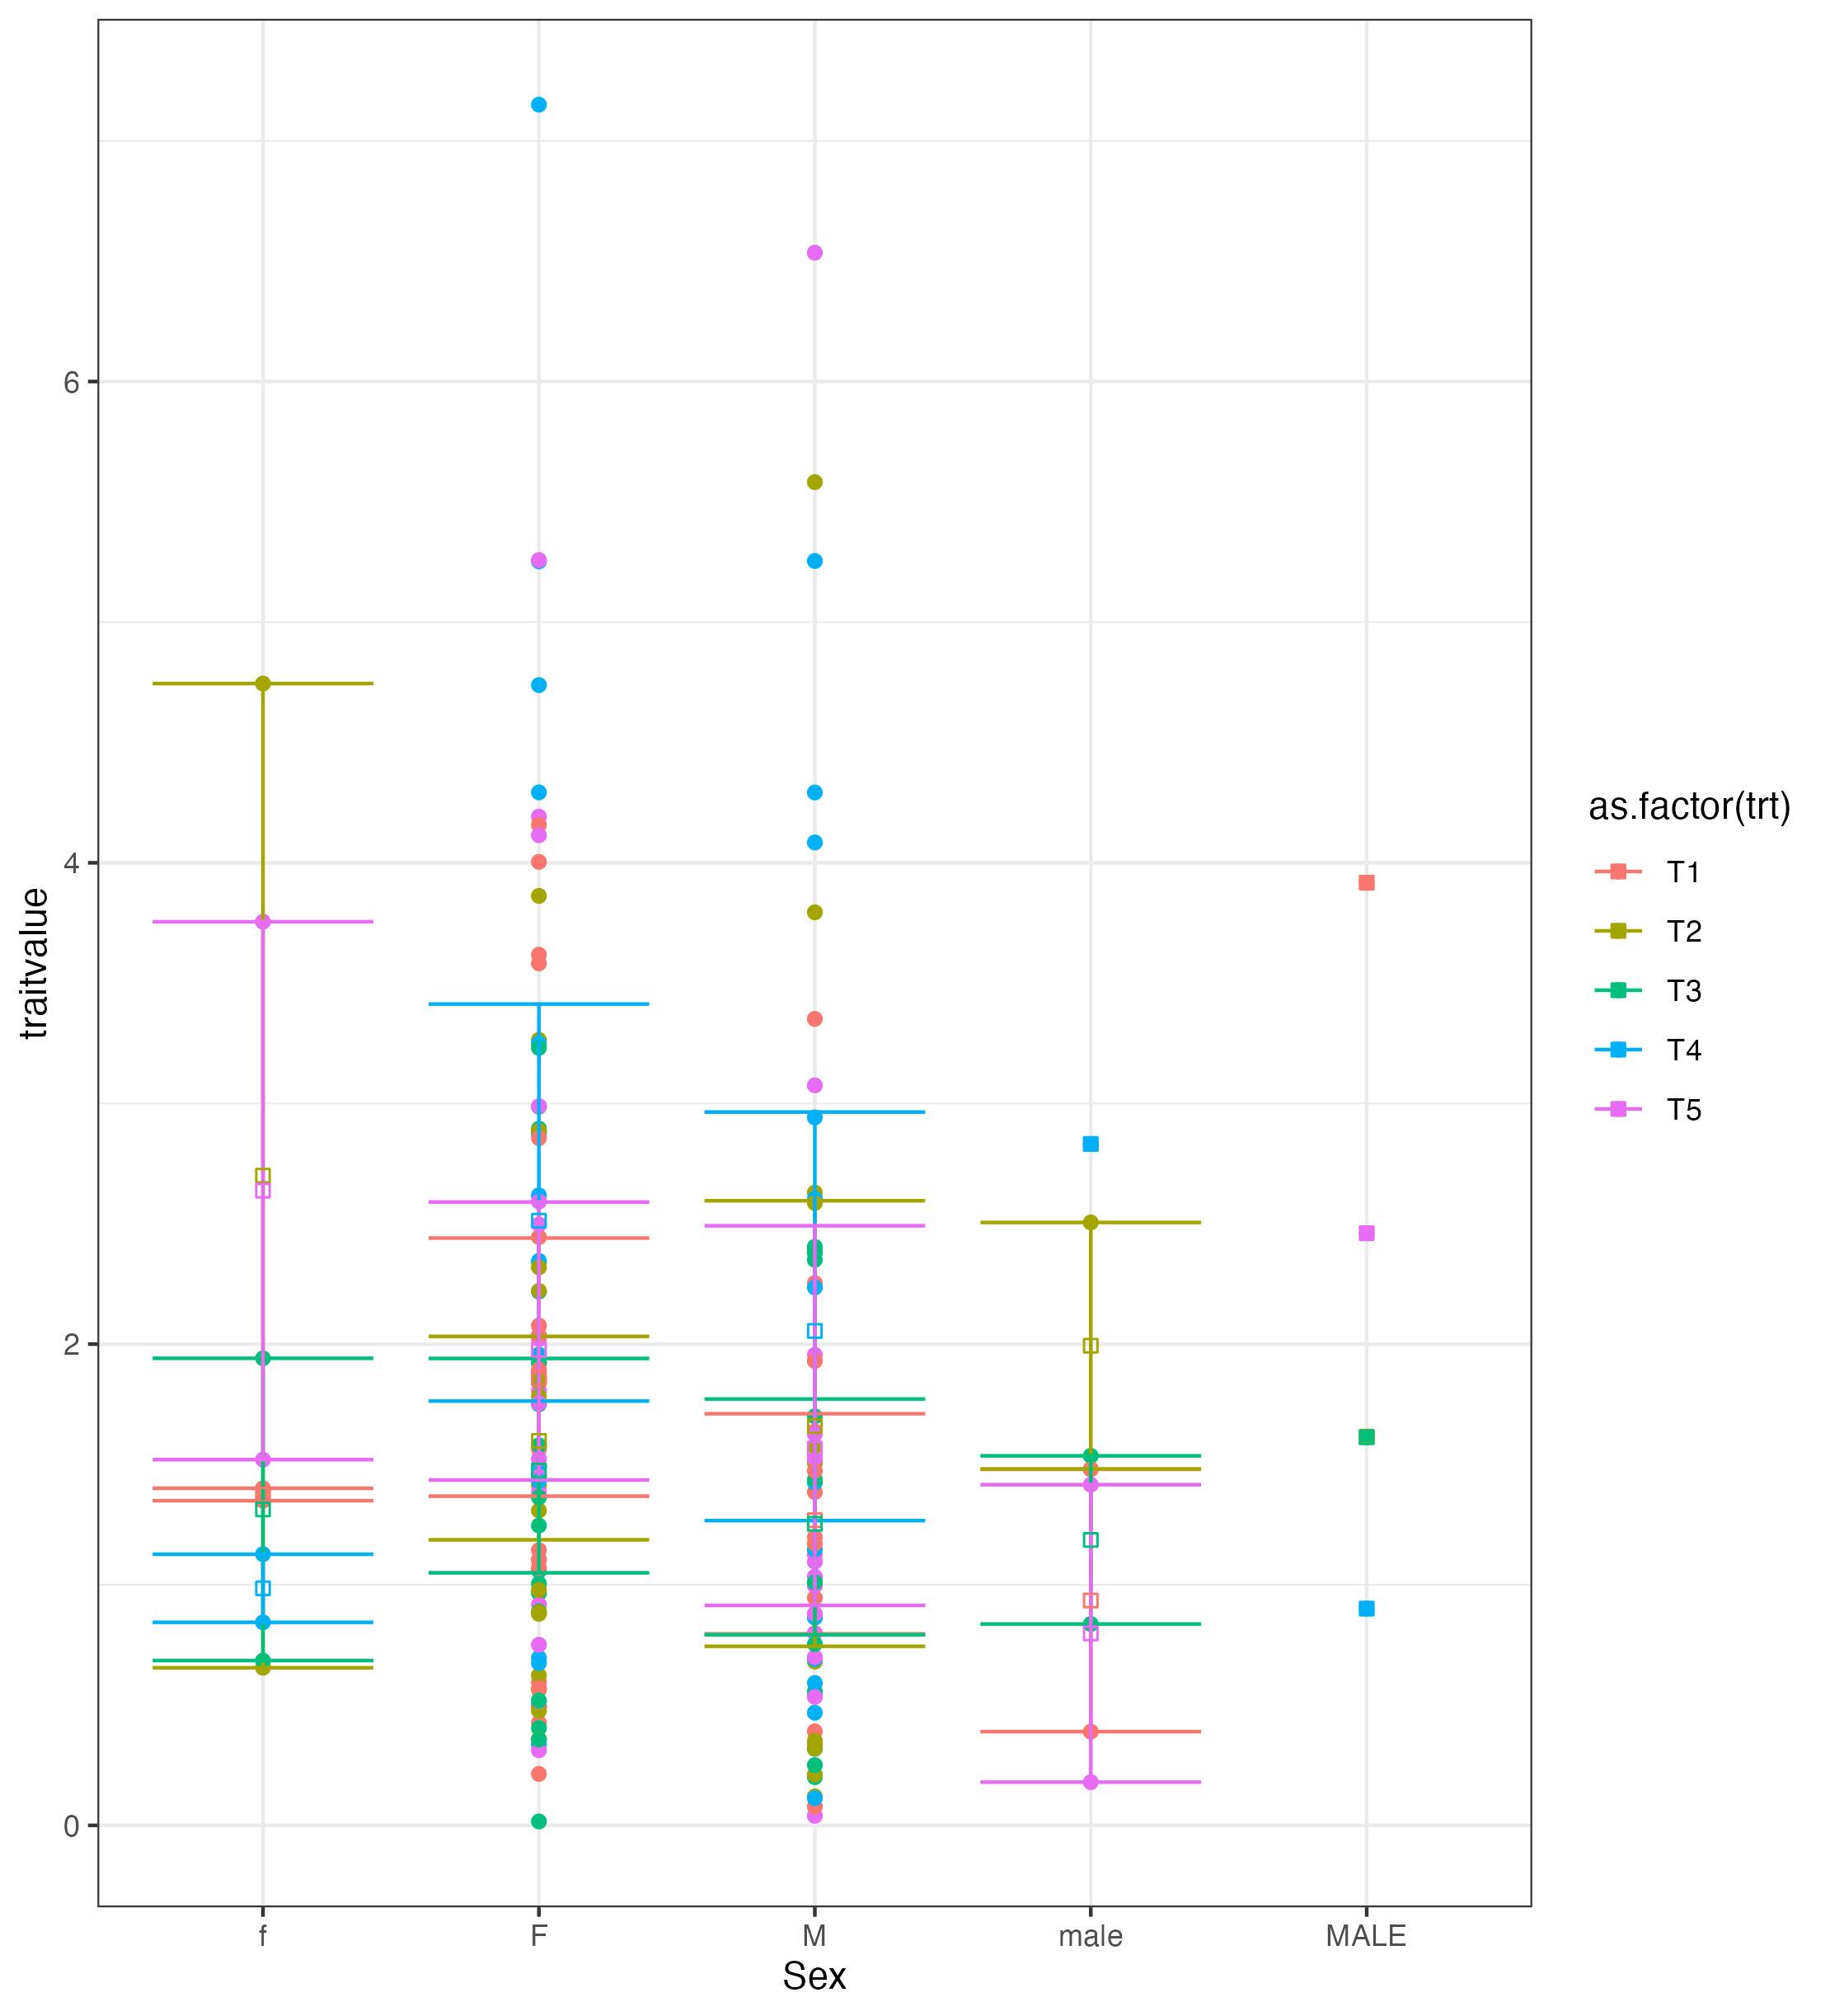 traitvalue
6
4
2
0
f F M male MALE
Sex
as.factor(trt)
T1
T2
T3
T4
T5